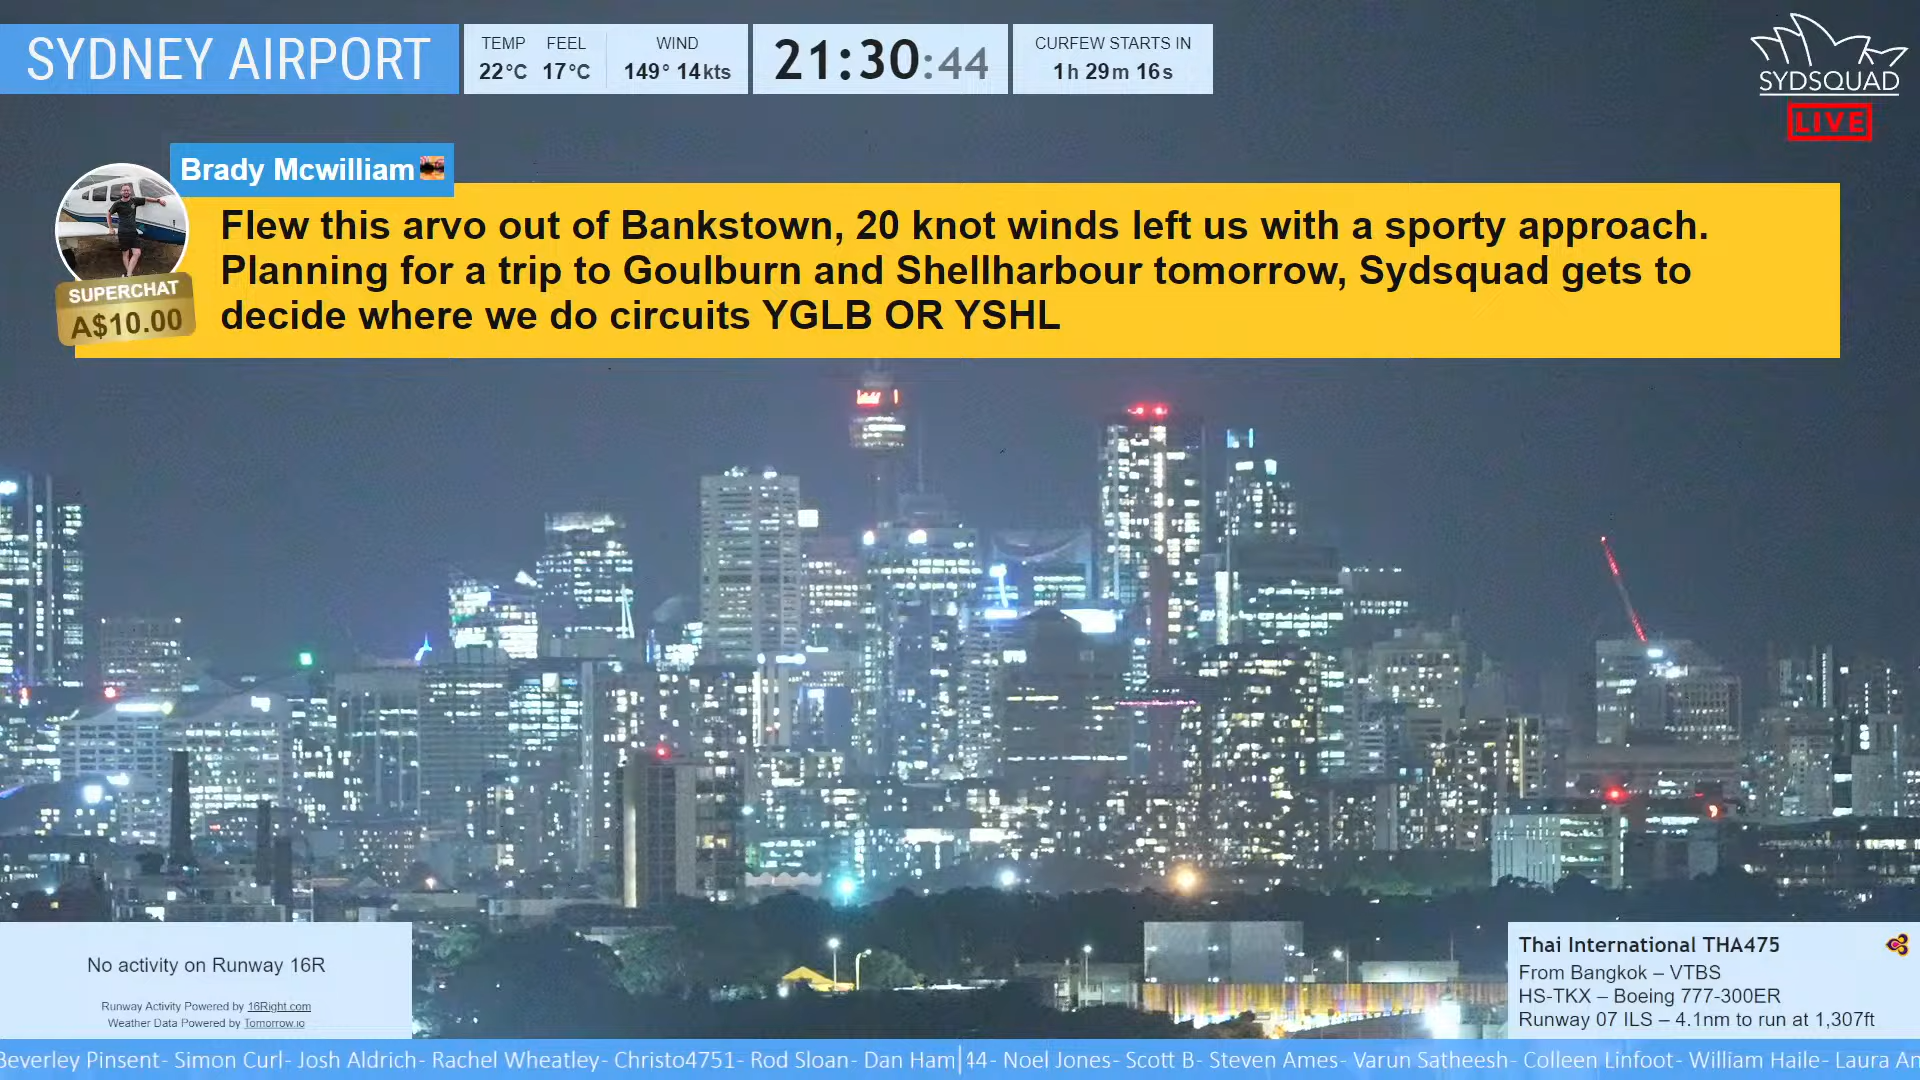 SYDNEY AIRPORT
TEMP FEEL WIND
22°C 17°C 149° 14kts
21:30:44
CURFEW STARTS IN
1h 29m 16s
SYDSQUAD
LIVE
Brady Mcwilliam
Flew this arvo out of Bankstown, 20 knot winds left us with a sporty approach.
Planning for a trip to Goulburn and Shellharbour tomorrow, Sydsquad gets to
decide where we do circuits YGLB OR YSHL
SUPERCHAT
A$10.00
No activity on Runway 16R
Runway Activity Powered by 16Right.com
Weather Data Powered by Tomorrow.io
Thai International THA475
From Bangkok – VTBS
HS-TKX – Boeing 777-300ER
Runway 07 ILS – 4.1nm to run at 1,307ft
Beverley Pinsent- Simon Curl- Josh Aldrich- Rachel Wheatley- Christo4751- Rod Sloan- Dan Ham 44- Noel Jones- Scott B- Steven Ames- Varun Satheesh- Colleen Linfoot- William Haile- Laura An